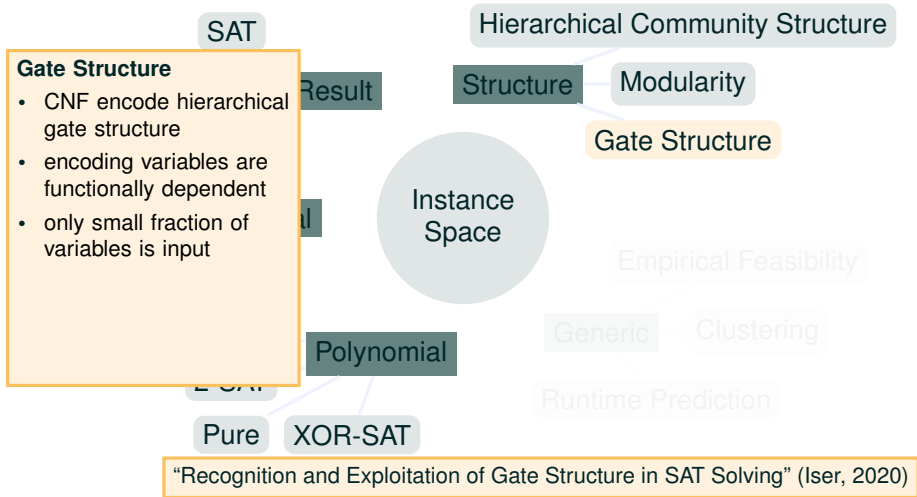 SAT
Hierarchical Community Structure
Gate Structure
• CNF encode hierarchical
gate structure
• encoding variables are
functionally dependent
• only small fraction of
variables is input
Result
Structure
Modularity
Gate Structure
Instance
Space
Empirical Feasibility
Generic
Clustering
Runtime Prediction
Polynomial
2-SAT
Pure
XOR-SAT
“Recognition and Exploitation of Gate Structure in SAT Solving” (Iser, 2020)